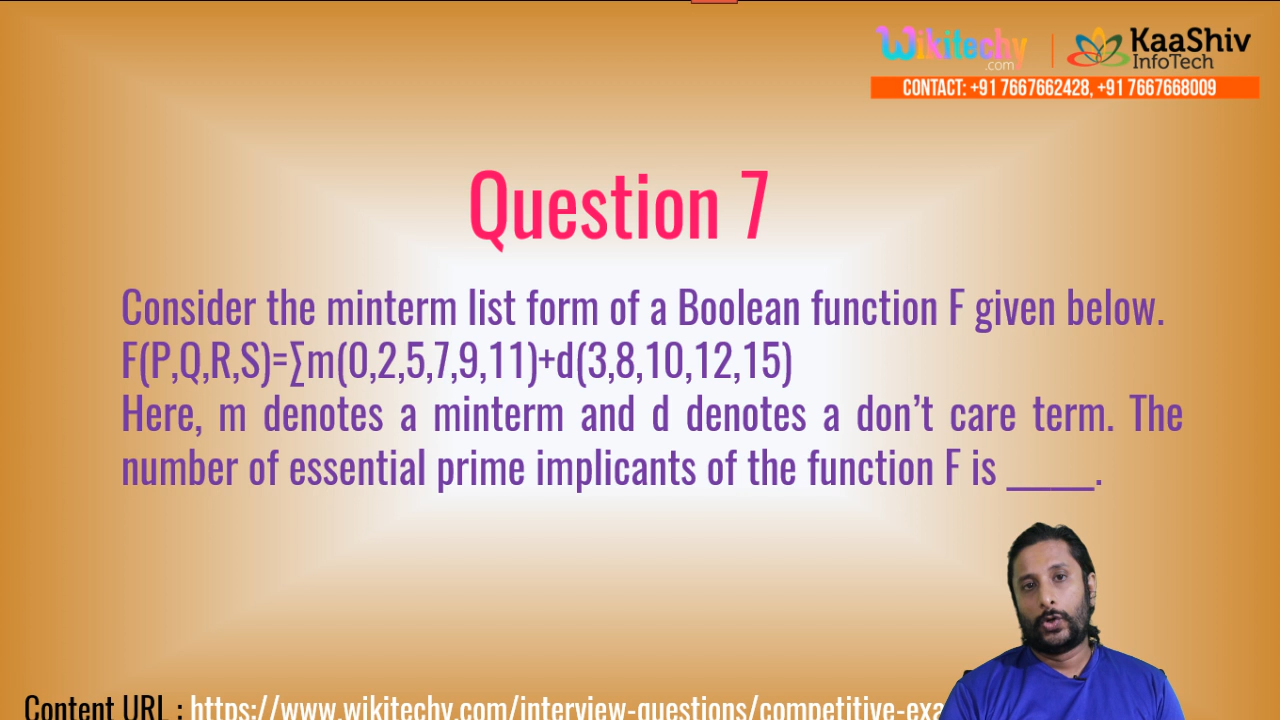 Wikitechy
.com
KaaShiv
InfoTech
CONTACT: +91 7667662428, +91 7667668009
Question 7
Consider the minterm list form of a Boolean function F given below.
F(P,Q,R,S)=∑m(0,2,5,7,9,11)+d(3,8,10,12,15)
Here, m denotes a minterm and d denotes a don’t care term. The
number of essential prime implicants of the function F is _____.
Content URL : https://www.wikitechy.com/interview-questions/competitive-exa